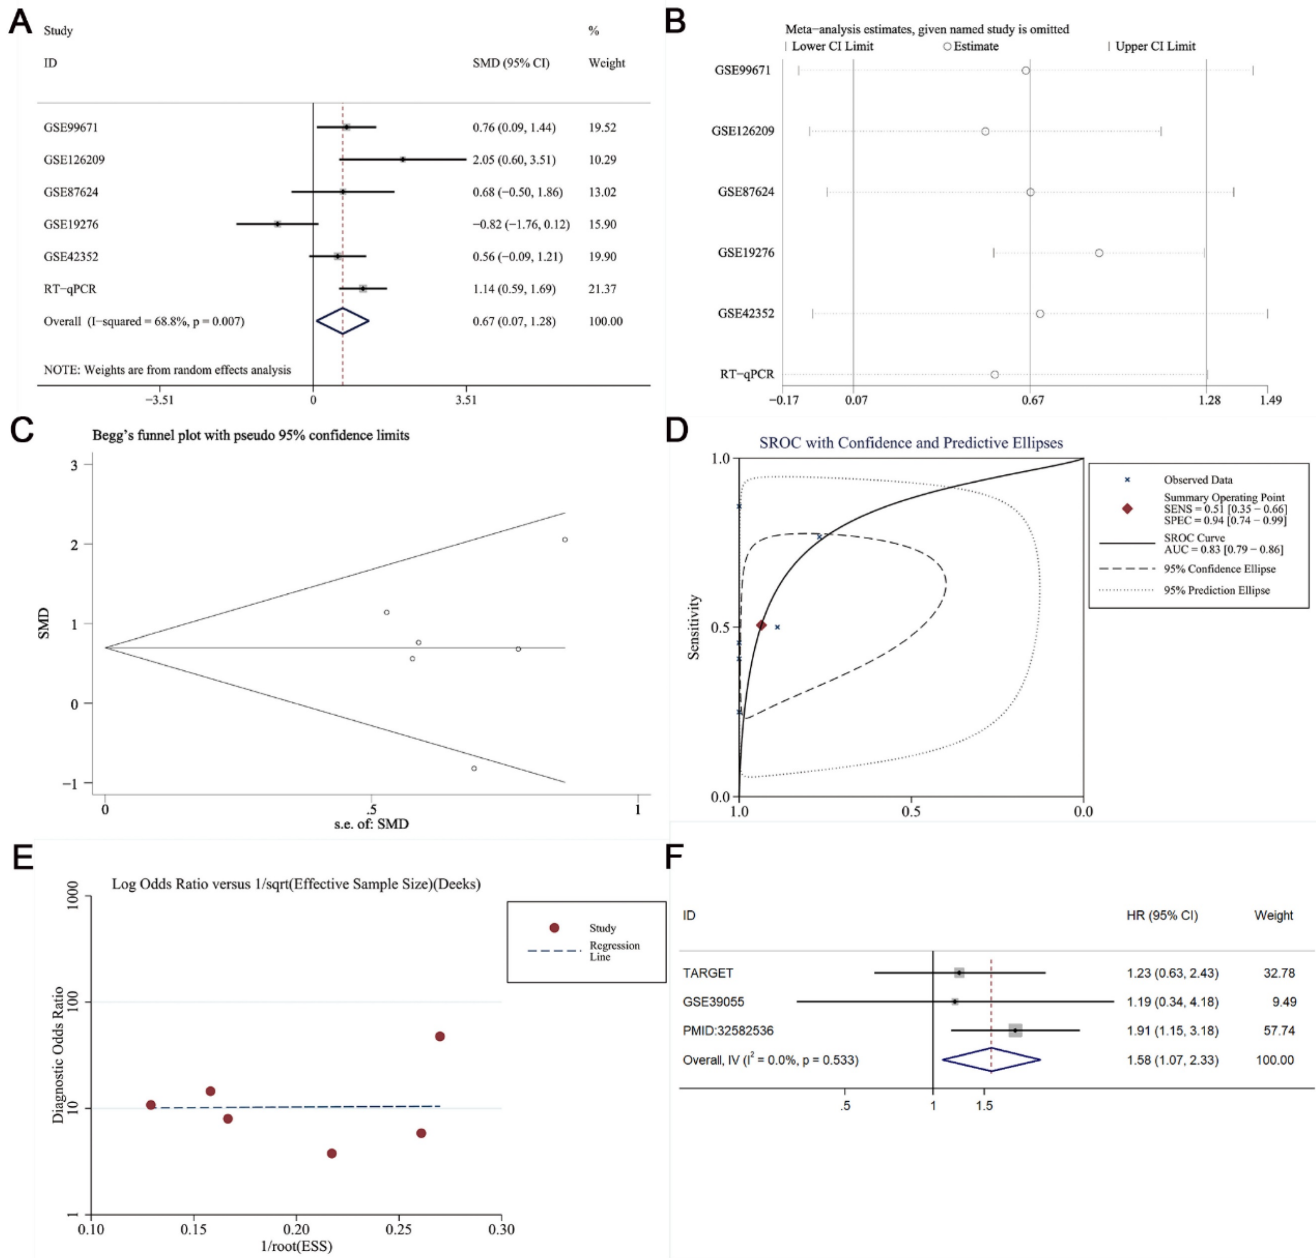 A
Study %
ID SMD (95% CI) Weight
GSE99671 0.76 (0.09, 1.44) 19.52
GSE126209 2.05 (0.60, 3.51) 10.29
GSE87624 0.68 (−0.50, 1.86) 13.02
GSE19276 −0.82 (−1.76, 0.12) 15.90
GSE42352 0.56 (−0.09, 1.21) 19.90
RT−qPCR 1.14 (0.59, 1.69) 21.37
Overall (I−squared = 68.8%, p = 0.007) 0.67 (0.07, 1.28) 100.00
NOTE: Weights are from random effects analysis
−3.51 0 3.51
B
Meta−analysis estimates, given named study is omitted
Lower CI Limit Estimate Upper CI Limit
GSE99671
GSE126209
GSE87624
GSE19276
GSE42352
RT−qPCR
−0.17 0.07 0.67 1.28 1.49
C
Begg's funnel plot with pseudo 95% confidence limits
SMD
3
2
1
0
−1
0 .5 1
s.e. of: SMD
D
SROC with Confidence and Predictive Ellipses
Sensitivity
1.0
0.5
0.0
1.0 0.5 0.0
Observed Data
Summary Operating Point
SENS = 0.51 [0.35 − 0.66]
SPEC = 0.94 [0.74 − 0.99]
SROC Curve
AUC = 0.83 [0.79 − 0.86]
95% Confidence Ellipse
95% Prediction Ellipse
E
Log Odds Ratio versus 1/sqrt(Effective Sample Size)(Deeks)
Diagnostic Odds Ratio
1000
100
10
1
0.10 0.15 0.20 0.25 0.30
1/root(ESS)
Study
Regression
Line
F
ID HR (95% CI) Weight
TARGET 1.23 (0.63, 2.43) 32.78
GSE39055 1.19 (0.34, 4.18) 9.49
PMID:32582536 1.91 (1.15, 3.18) 57.74
Overall, IV (I² = 0.0%, p = 0.533) 1.58 (1.07, 2.33) 100.00
.5 1 1.5